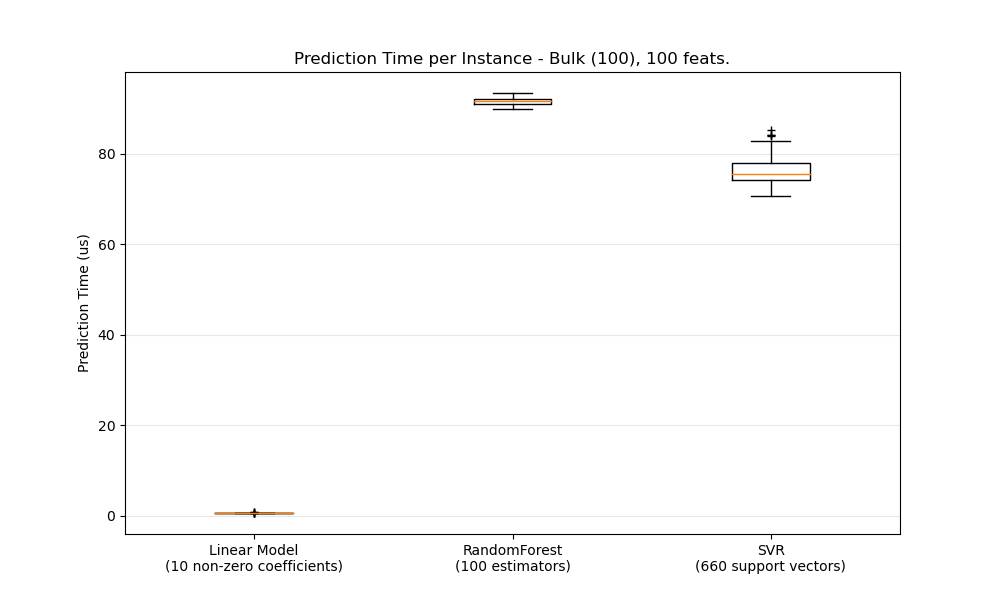 Prediction Time per Instance - Bulk (100), 100 feats.
Prediction Time (us)
80
60
40
20
0
Linear Model
(10 non-zero coefficients)
RandomForest
(100 estimators)
SVR
(660 support vectors)